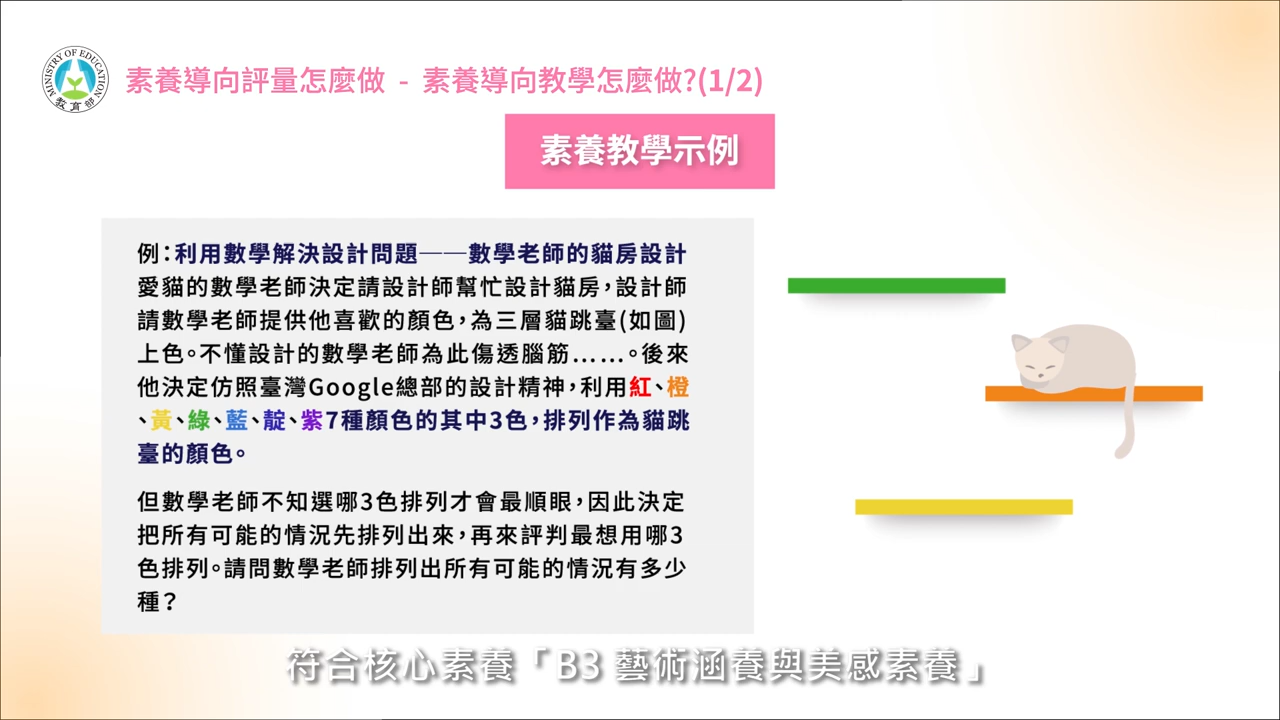 MINISTRY OF EDUCATION
教育部
素養導向評量怎麼做 - 素養導向教學怎麼做?(1/2)
素養教學示例
例：利用數學解決設計問題──數學老師的貓房設計
愛貓的數學老師決定請設計師幫忙設計貓房，設計師
請數學老師提供他喜歡的顏色，為三層貓跳臺(如圖)
上色。不懂設計的數學老師為此傷透腦筋……。後來
他決定仿照臺灣Google總部的設計精神，利用紅、橙
、黃、綠、藍、靛、紫7種顏色的其中3色，排列作為貓跳
臺的顏色。
但數學老師不知選哪3色排列才會最順眼，因此決定
把所有可能的情況先排列出來，再來評判最想用哪3
色排列。請問數學老師排列出所有可能的情況有多少
種？
符合核心素養「B3 藝術涵養與美感素養」